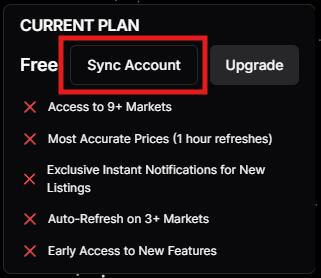 CURRENT PLAN
Free Sync Account Upgrade
Access to 9+ Markets
Most Accurate Prices (1 hour refreshes)
Exclusive Instant Notifications for New
Listings
Auto-Refresh on 3+ Markets
Early Access to New Features